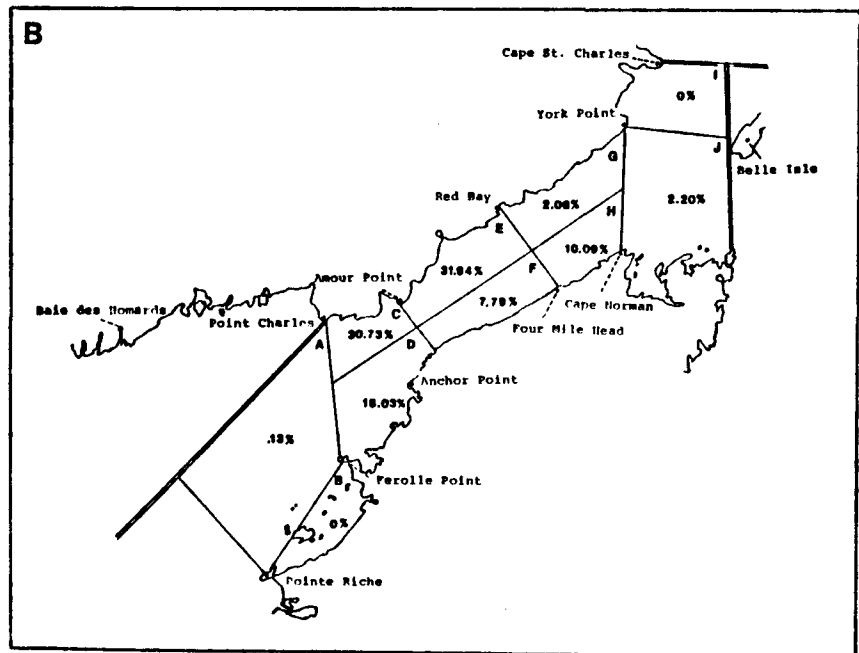 B
Cape St. Charles
I
0%
York Point
G
J
Belle Isle
Red Bay
E
2.06%
H
2.20%
31.94%
F
10.09%
Amour Point
C
7.79%
Cape Norman
Baie des Homards
Point Charles
A
30.73%
D
Four Mile Head
Anchor Point
16.03%
.13%
B
Ferolle Point
0%
Pointe Riche